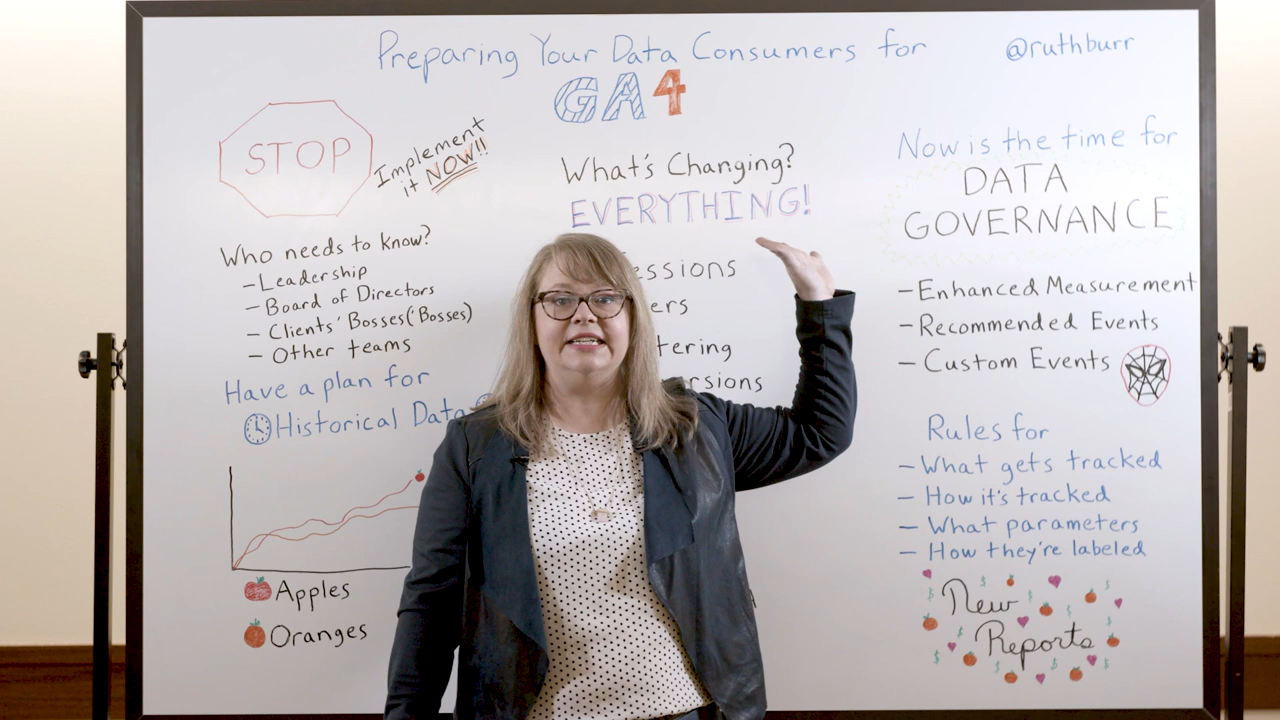 Preparing Your Data Consumers for
GA4
@ruthburr
STOP
Implement
it NOW!!
Who needs to know?
- Leadership
- Board of Directors
- Clients' Bosses('Bosses)
- Other teams
Have a plan for
Historical Data
Apples
Oranges
What's Changing?
EVERYTHING!
Now is the time for
DATA
GOVERNANCE
- Enhanced Measurement
- Recommended Events
- Custom Events
Rules for
- What gets tracked
- How it's tracked
- What parameters
- How they're labeled
New
Reports